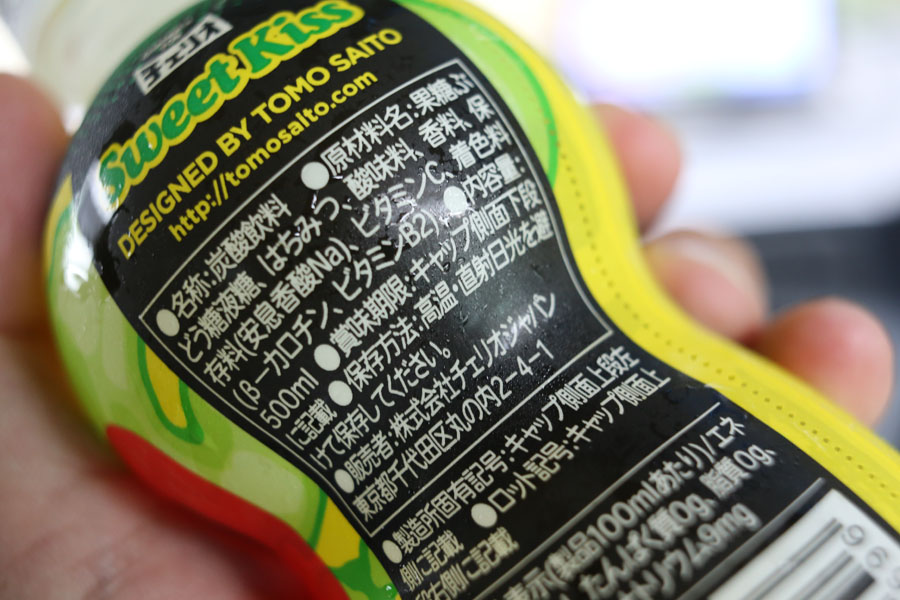 チェリオ
Sweet Kiss
DESIGNED BY TOMO SAITO
http://tomosaito.com
●名称:炭酸飲料 ●原材料名:果糖ぶ
どう糖液糖、はちみつ、酸味料、香料、保
存料(安息香酸Na)、ビタミンC、着色料
(β-カロチン、ビタミンB2) ●内容量:
500ml ●賞味期限:キャップ側面下段
に記載 ●保存方法:高温・直射日光を避
けて保存してください。
●販売者:株式会社チェリオジャパン
東京都千代田区丸の内2-4-1
●製造所固有記号:キャップ側面上段左
側に記載 ●ロット記号:キャップ側面上
段右側に記載
表示(製品100mlあたり)/エネ
たんぱく質0g、脂質0g、
トリウム9mg